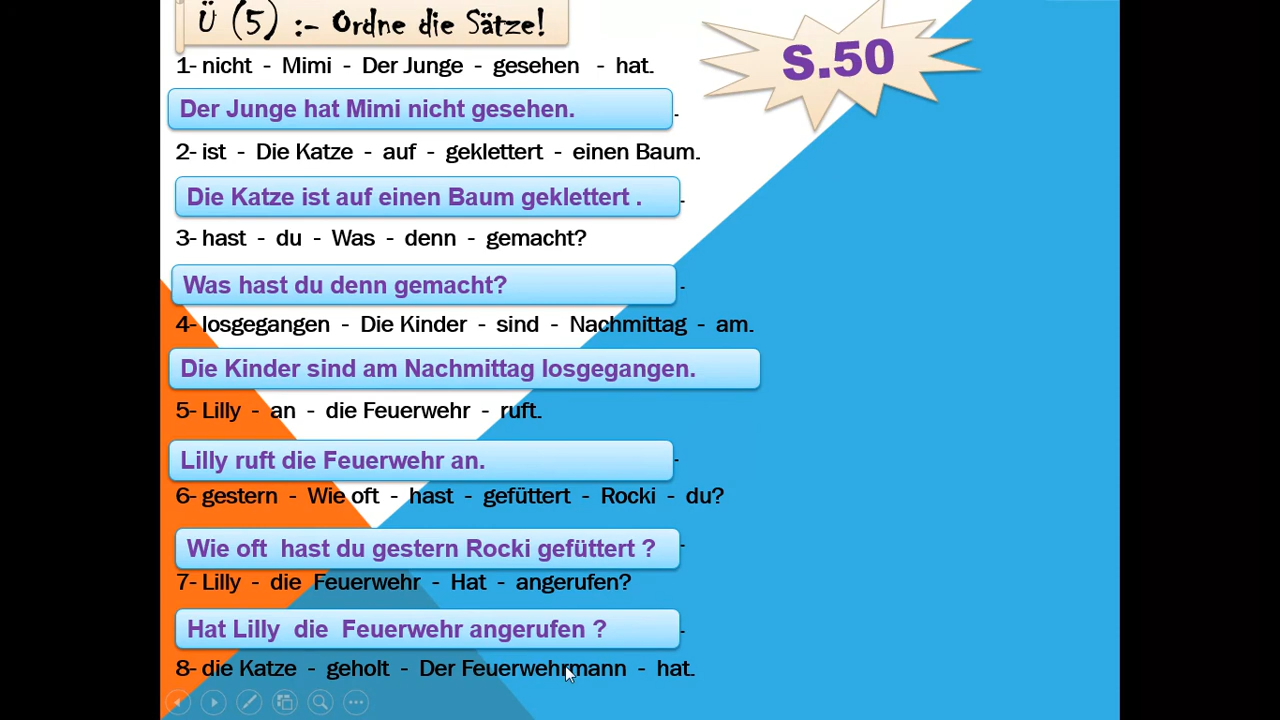 Ü (5) :- Ordne die Sätze!
S.50
1- nicht - Mimi - Der Junge - gesehen - hat.
Der Junge hat Mimi nicht gesehen.
2- ist - Die Katze - auf - geklettert - einen Baum.
Die Katze ist auf einen Baum geklettert .
3- hast - du - Was - denn - gemacht?
Was hast du denn gemacht?
4- losgegangen - Die Kinder - sind - Nachmittag - am.
Die Kinder sind am Nachmittag losgegangen.
5- Lilly - an - die Feuerwehr - ruft.
Lilly ruft die Feuerwehr an.
6- gestern - Wie oft - hast - gefüttert - Rocki - du?
Wie oft hast du gestern Rocki gefüttert ?
7- Lilly - die Feuerwehr - Hat - angerufen?
Hat Lilly die Feuerwehr angerufen ?
8- die Katze - geholt - Der Feuerwehrmann - hat.